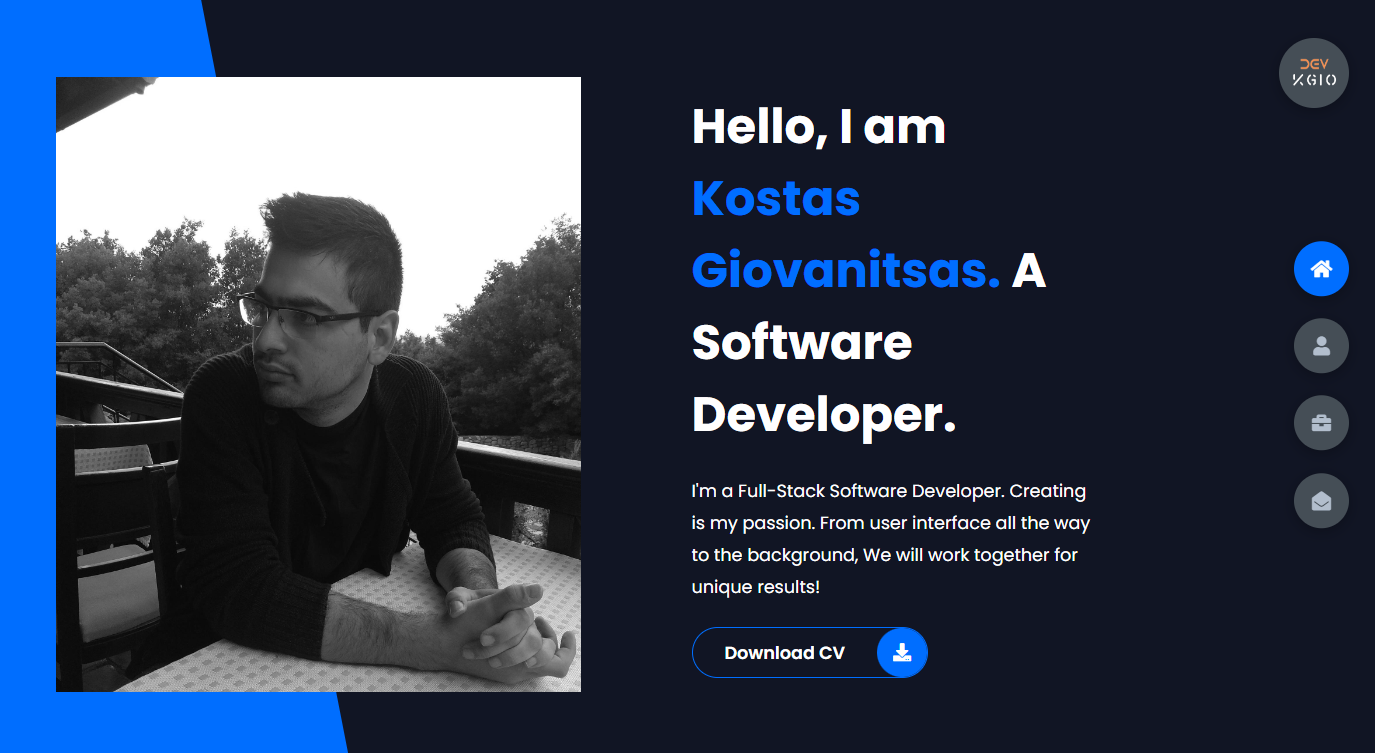 DEV
KGIO
Hello, I am
Kostas
Giovanitsas. A
Software
Developer.
I'm a Full-Stack Software Developer. Creating
is my passion. From user interface all the way
to the background, We will work together for
unique results!
Download CV